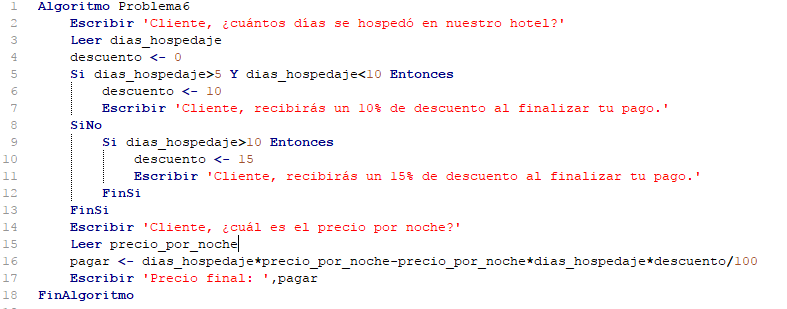 1 Algoritmo Problema6
2 Escribir 'Cliente, ¿cuántos días se hospedó en nuestro hotel?'
3 Leer dias_hospedaje
4 descuento <- 0
5 Si dias_hospedaje>5 Y dias_hospedaje<10 Entonces
6 descuento <- 10
7 Escribir 'Cliente, recibirás un 10% de descuento al finalizar tu pago.'
8 SiNo
9 Si dias_hospedaje>10 Entonces
10 descuento <- 15
11 Escribir 'Cliente, recibirás un 15% de descuento al finalizar tu pago.'
12 FinSi
13 FinSi
14 Escribir 'Cliente, ¿cuál es el precio por noche?'
15 Leer precio_por_noche
16 pagar <- dias_hospedaje*precio_por_noche-precio_por_noche*dias_hospedaje*descuento/100
17 Escribir 'Precio final: ',pagar
18 FinAlgoritmo